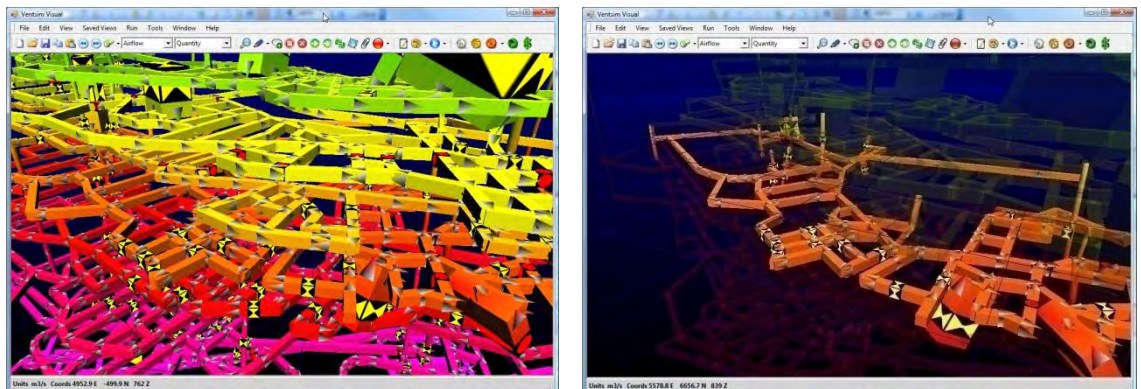 Ventsim Visual
File Edit View Saved Views Run Tools Window Help
Airflow Quantity
Units m3/s Coords 4952.9 E -499.9 N 762 Z
Ventsim Visual
File Edit View Saved Views Run Tools Window Help
Airflow Quantity
Units m3/s Coords 5578.8 E 6656.7 N 839 Z